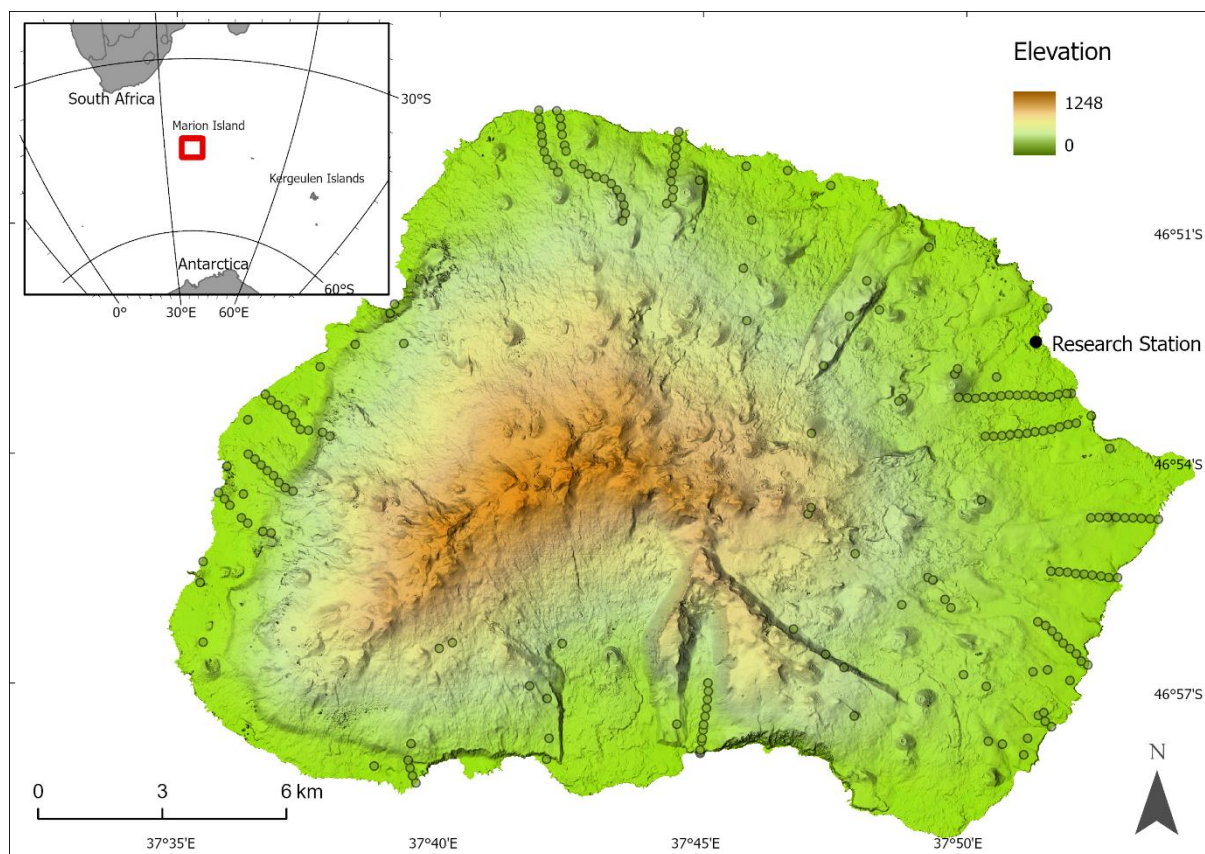 Elevation
1248
0
South Africa
30°S
Marion Island
Kergeulen Islands
Antarctica
60°S
0°
30°E
60°E
46°51'S
Research Station
46°54'S
46°57'S
N
0
3
6 km
37°35'E
37°40'E
37°45'E
37°50'E